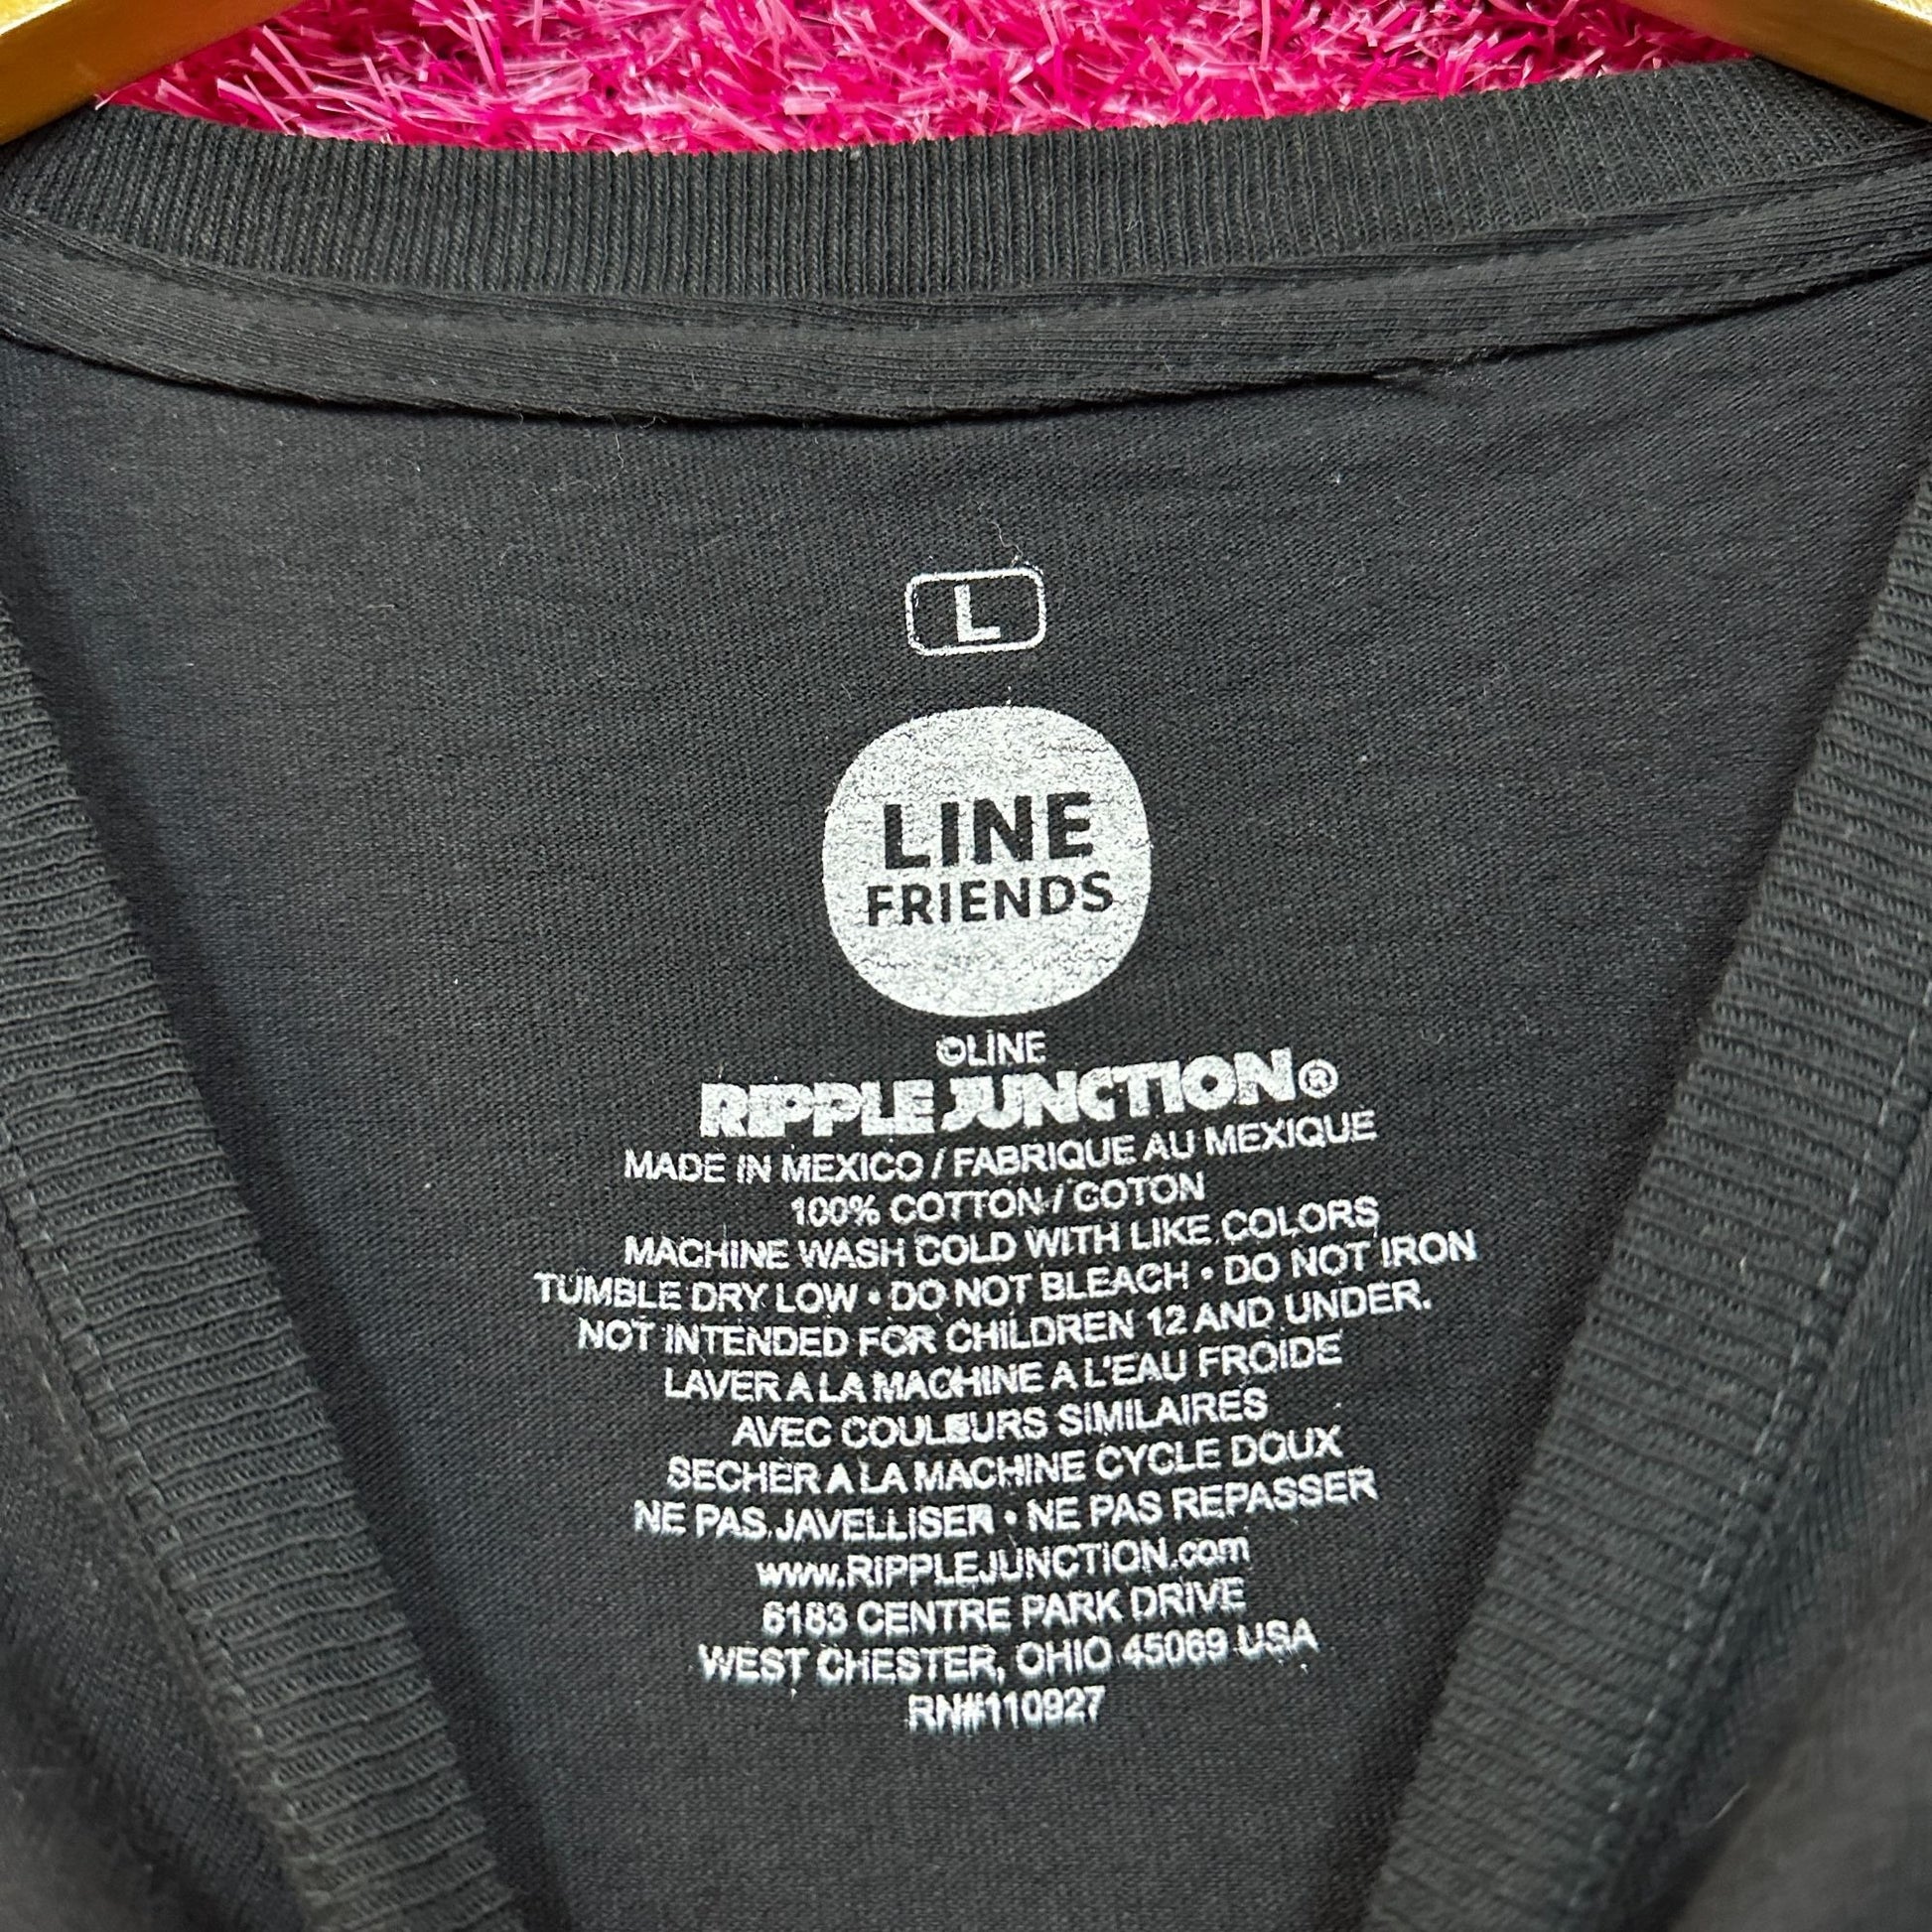 L
LINE
FRIENDS
©LINE
RIPPLE JUNCTION®
MADE IN MEXICO / FABRIQUE AU MEXIQUE
100% COTTON / COTON
MACHINE WASH COLD WITH LIKE COLORS
TUMBLE DRY LOW • DO NOT BLEACH • DO NOT IRON
NOT INTENDED FOR CHILDREN 12 AND UNDER.
LAVER A LA MACHINE A L'EAU FROIDE
AVEC COULEURS SIMILAIRES
SECHER A LA MACHINE CYCLE DOUX
NE PAS JAVELLISER • NE PAS REPASSER
www.RIPPLEJUNCTION.com
6183 CENTRE PARK DRIVE
WEST CHESTER, OHIO 45069 USA
RN#110927